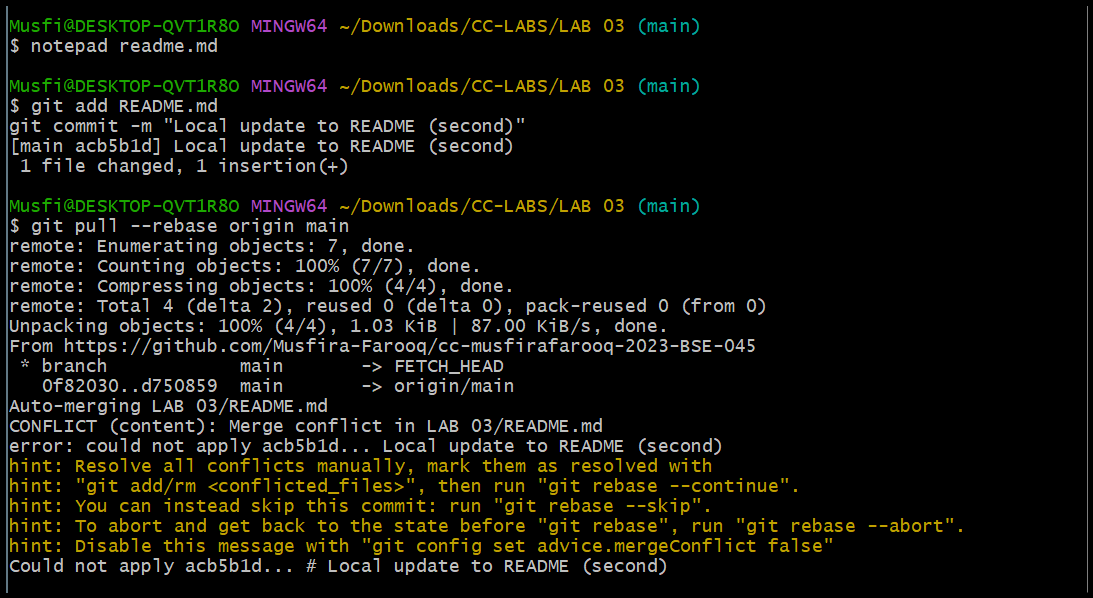 Musfi@DESKTOP-QVT1R8O MINGW64 ~/Downloads/CC-LABS/LAB 03 (main)
$ notepad readme.md
Musfi@DESKTOP-QVT1R8O MINGW64 ~/Downloads/CC-LABS/LAB 03 (main)
$ git add README.md
git commit -m "Local update to README (second)"
[main acb5b1d] Local update to README (second)
 1 file changed, 1 insertion(+)
Musfi@DESKTOP-QVT1R8O MINGW64 ~/Downloads/CC-LABS/LAB 03 (main)
$ git pull --rebase origin main
remote: Enumerating objects: 7, done.
remote: Counting objects: 100% (7/7), done.
remote: Compressing objects: 100% (4/4), done.
remote: Total 4 (delta 2), reused 0 (delta 0), pack-reused 0 (from 0)
Unpacking objects: 100% (4/4), 1.03 KiB | 87.00 KiB/s, done.
From https://github.com/Musfira-Farooq/cc-musfirafarooq-2023-BSE-045
 * branch            main       -> FETCH_HEAD
   0f82030..d750859  main       -> origin/main
Auto-merging LAB 03/README.md
CONFLICT (content): Merge conflict in LAB 03/README.md
error: could not apply acb5b1d... Local update to README (second)
hint: Resolve all conflicts manually, mark them as resolved with
hint: "git add/rm <conflicted_files>", then run "git rebase --continue".
hint: You can instead skip this commit: run "git rebase --skip".
hint: To abort and get back to the state before "git rebase", run "git rebase --abort".
hint: Disable this message with "git config set advice.mergeConflict false"
Could not apply acb5b1d... # Local update to README (second)